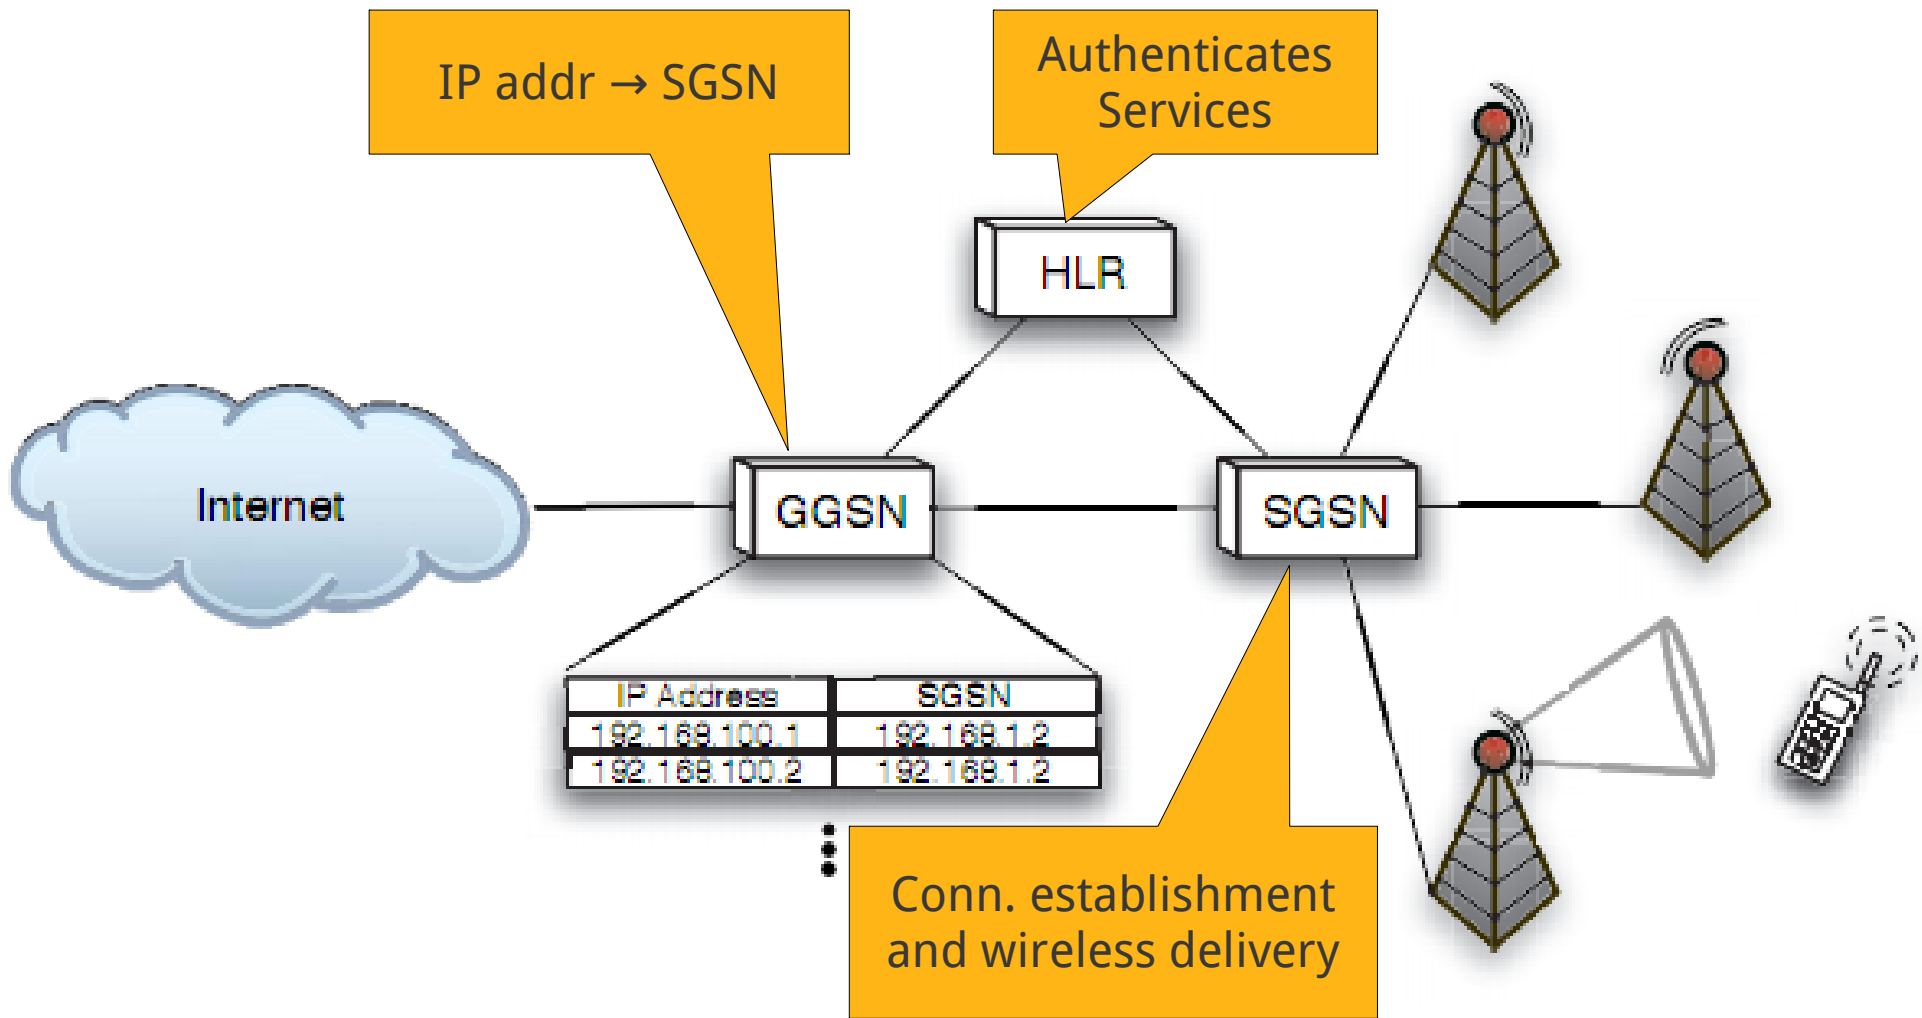 IP addr → SGSN
Authenticates
Services
HLR
Internet
GGSN
SGSN
IP Address SGSN
192.168.100.1 192.168.1.2
192.168.100.2 192.168.1.2
Conn. establishment
and wireless delivery